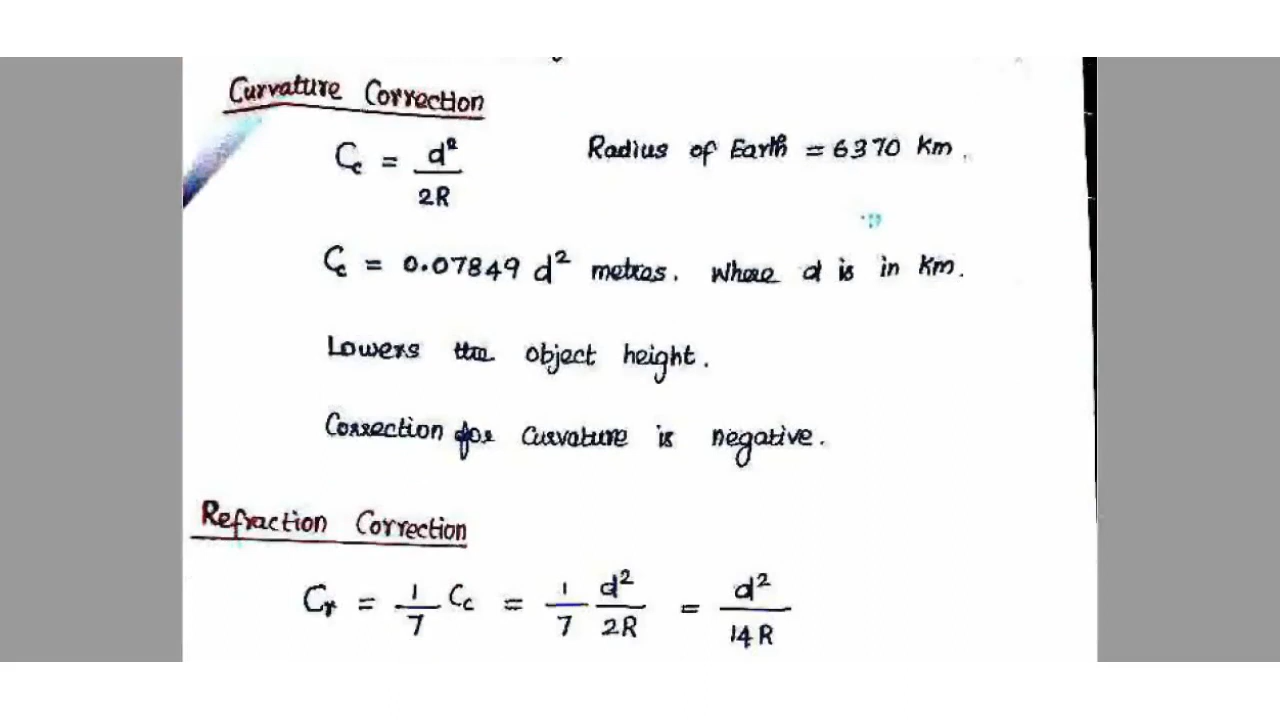 Curvature Correction
Cc = d²/2R Radius of Earth = 6370 km.
Cc = 0.07849 d² metres. Where d is in km.
Lowers the object height.
Correction for Curvature is negative.
Refraction Correction
Cr = 1/7 Cc = 1/7 d²/2R = d²/14R